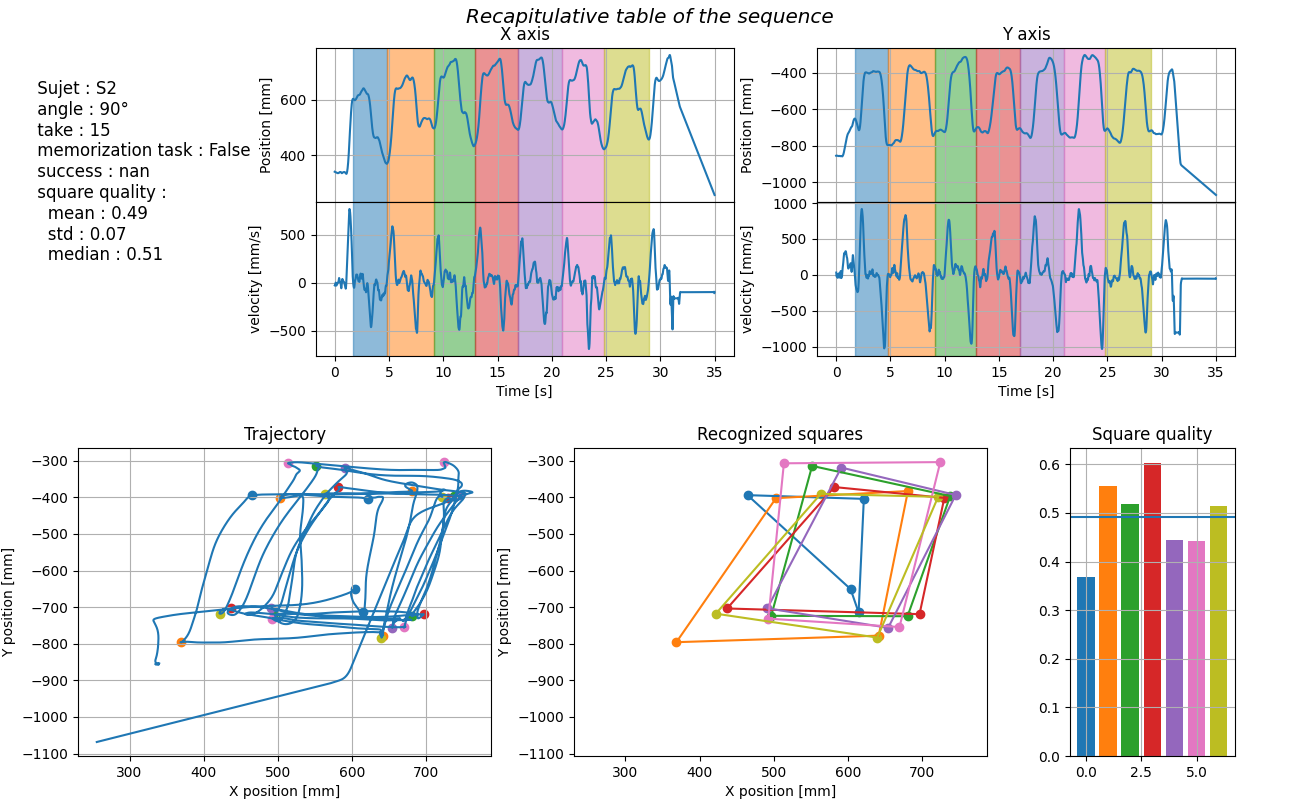 Recapitulative table of the sequence
Sujet : S2
angle : 90°
take : 15
memorization task : False
success : nan
square quality :
mean : 0.49
std : 0.07
median : 0.51
X axis
Position [mm]
600
400
velocity [mm/s]
500
0
−500
0 5 10 15 20 25 30 35
Time [s]
Y axis
Position [mm]
−400
−600
−800
−1000
velocity [mm/s]
1000
500
0
−500
−1000
0 5 10 15 20 25 30 35
Time [s]
Trajectory
Y position [mm]
−300
−400
−500
−600
−700
−800
−900
−1000
−1100
300 400 500 600 700
X position [mm]
Recognized squares
Y position [mm]
−300
−400
−500
−600
−700
−800
−900
−1000
−1100
300 400 500 600 700
X position [mm]
Square quality
0.6
0.5
0.4
0.3
0.2
0.1
0.0
0.0 2.5 5.0